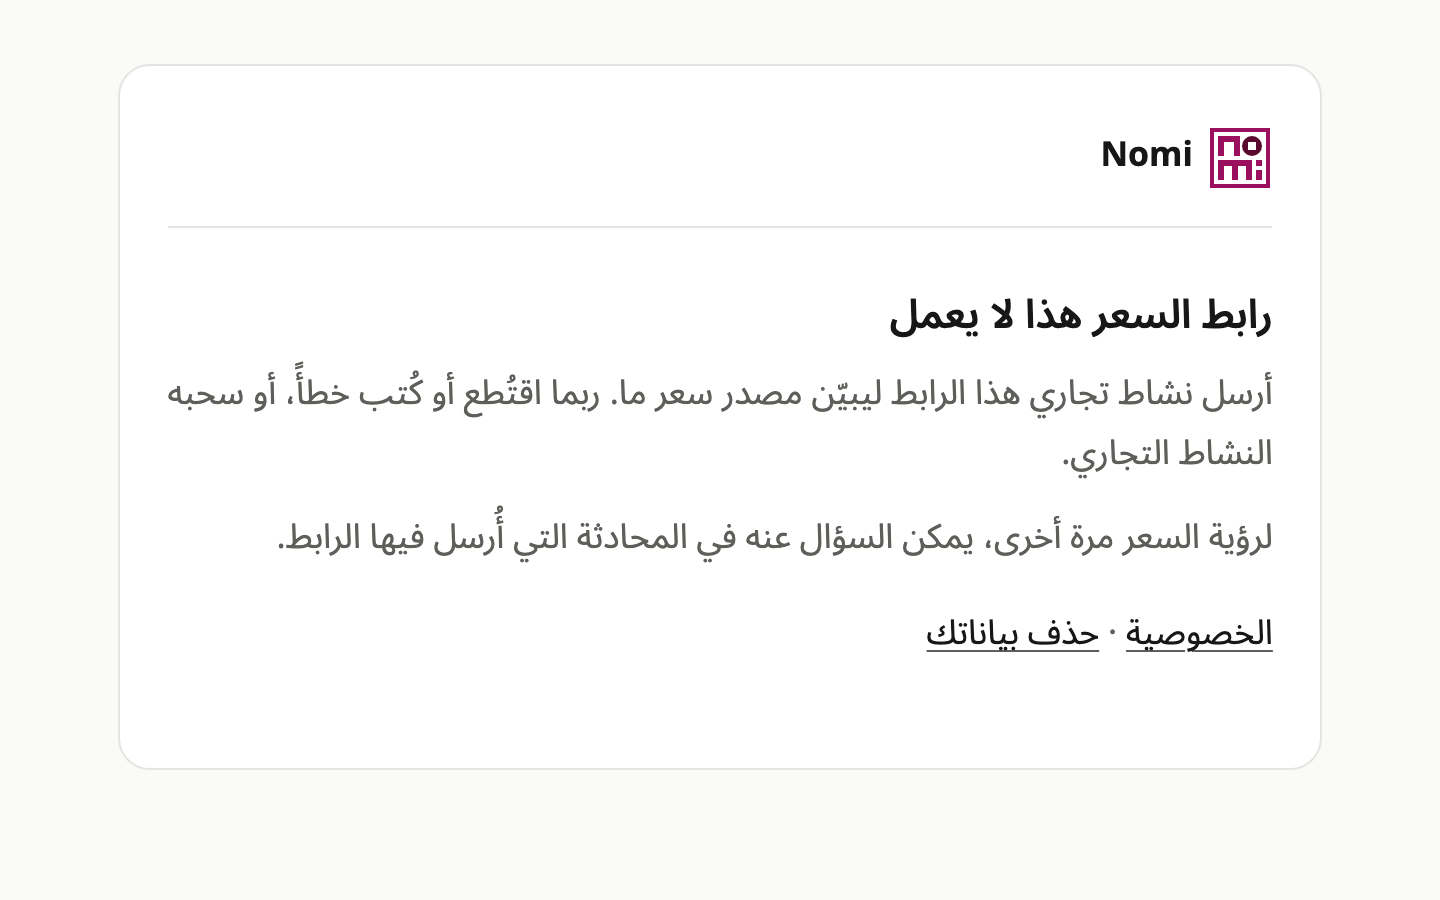 nomi
Nomi
رابط السعر هذا لا يعمل
أرسل نشاط تجاري هذا الرابط ليبيّن مصدر سعر ما. ربما اقتُطع أو كُتب خطأً، أو سحبه
النشاط التجاري.
لرؤية السعر مرة أخرى، يمكن السؤال عنه في المحادثة التي أُرسل فيها الرابط.
الخصوصية · حذف بياناتك